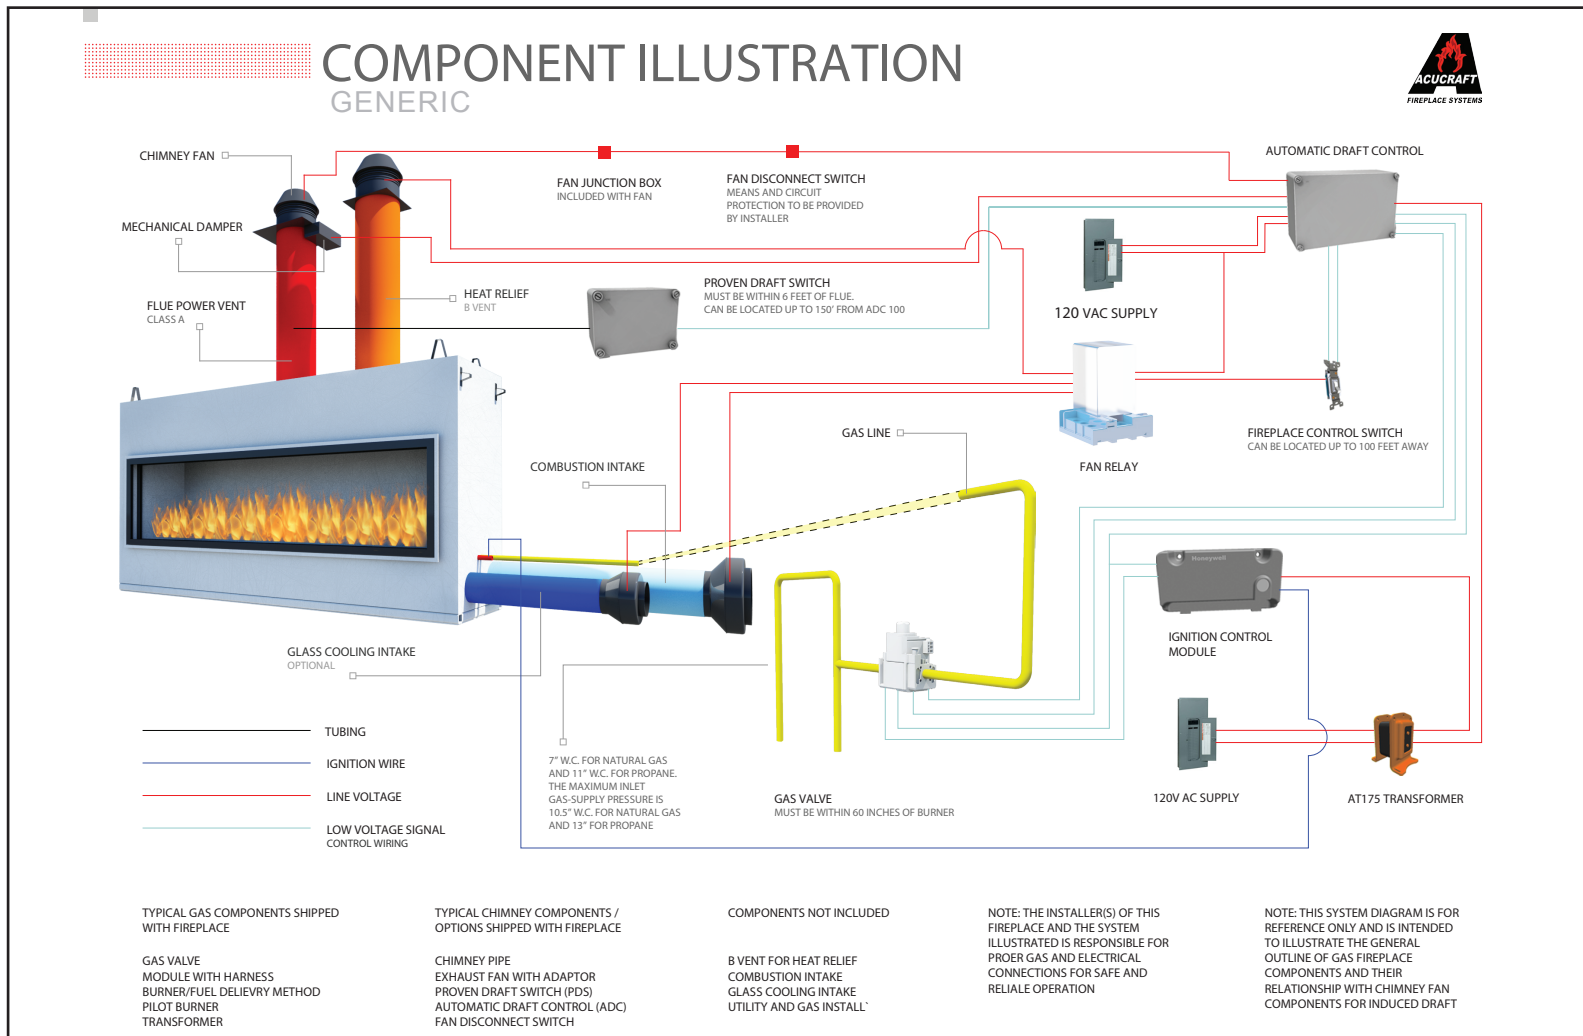 COMPONENT ILLUSTRATION
GENERIC
ACUCRAFT
FIREPLACE SYSTEMS
CHIMNEY FAN
MECHANICAL DAMPER
FLUE POWER VENT
CLASS A
HEAT RELIEF
B VENT
FAN JUNCTION BOX
INCLUDED WITH FAN
FAN DISCONNECT SWITCH
MEANS AND CIRCUIT
PROTECTION TO BE PROVIDED
BY INSTALLER
AUTOMATIC DRAFT CONTROL
PROVEN DRAFT SWITCH
MUST BE WITHIN 6 FEET OF FLUE.
CAN BE LOCATED UP TO 150' FROM ADC 100
120 VAC SUPPLY
FAN RELAY
FIREPLACE CONTROL SWITCH
CAN BE LOCATED UP TO 100 FEET AWAY
GAS LINE
COMBUSTION INTAKE
GLASS COOLING INTAKE
OPTIONAL
Honeywell
IGNITION CONTROL
MODULE
TUBING
IGNITION WIRE
LINE VOLTAGE
LOW VOLTAGE SIGNAL
CONTROL WIRING
7" W.C. FOR NATURAL GAS
AND 11" W.C. FOR PROPANE.
THE MAXIMUM INLET
GAS-SUPPLY PRESSURE IS
10.5" W.C. FOR NATURAL GAS
AND 13" FOR PROPANE
GAS VALVE
MUST BE WITHIN 60 INCHES OF BURNER
120V AC SUPPLY
AT175 TRANSFORMER
TYPICAL GAS COMPONENTS SHIPPED
WITH FIREPLACE
GAS VALVE
MODULE WITH HARNESS
BURNER/FUEL DELIEVRY METHOD
PILOT BURNER
TRANSFORMER
TYPICAL CHIMNEY COMPONENTS /
OPTIONS SHIPPED WITH FIREPLACE
CHIMNEY PIPE
EXHAUST FAN WITH ADAPTOR
PROVEN DRAFT SWITCH (PDS)
AUTOMATIC DRAFT CONTROL (ADC)
FAN DISCONNECT SWITCH
COMPONENTS NOT INCLUDED
B VENT FOR HEAT RELIEF
COMBUSTION INTAKE
GLASS COOLING INTAKE
UTILITY AND GAS INSTALL`
NOTE: THE INSTALLER(S) OF THIS
FIREPLACE AND THE SYSTEM
ILLUSTRATED IS RESPONSIBLE FOR
PROER GAS AND ELECTRICAL
CONNECTIONS FOR SAFE AND
RELIALE OPERATION
NOTE: THIS SYSTEM DIAGRAM IS FOR
REFERENCE ONLY AND IS INTENDED
TO ILLUSTRATE THE GENERAL
OUTLINE OF GAS FIREPLACE
COMPONENTS AND THEIR
RELATIONSHIP WITH CHIMNEY FAN
COMPONENTS FOR INDUCED DRAFT